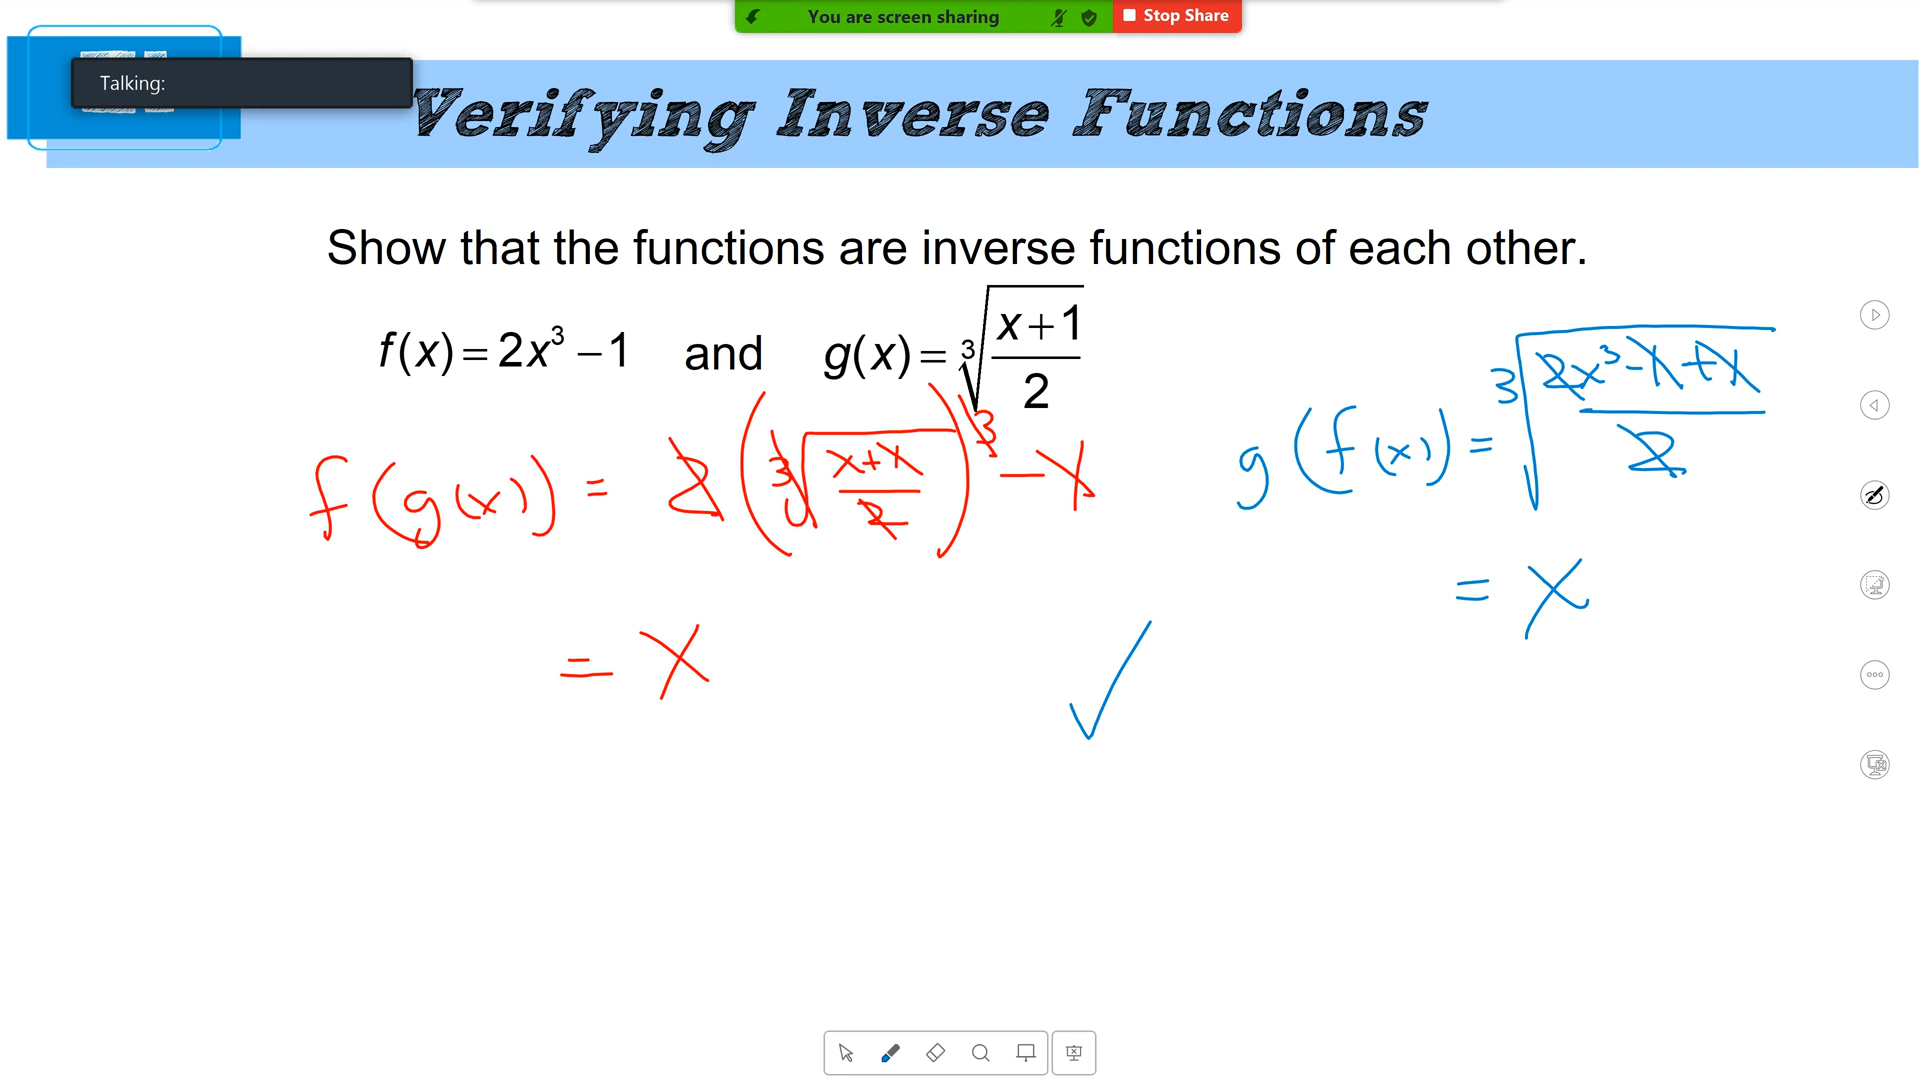 You are screen sharing Stop Share
Talking:
Verifying Inverse Functions
Show that the functions are inverse functions of each other.
f(x) = 2x³ − 1 and g(x) = ∛((x+1)/2)
f(g(x)) = 2(∛((x+1)/2))³ − 1
= x
g(f(x)) = ∛((2x³−1+1)/2)
= x
✓